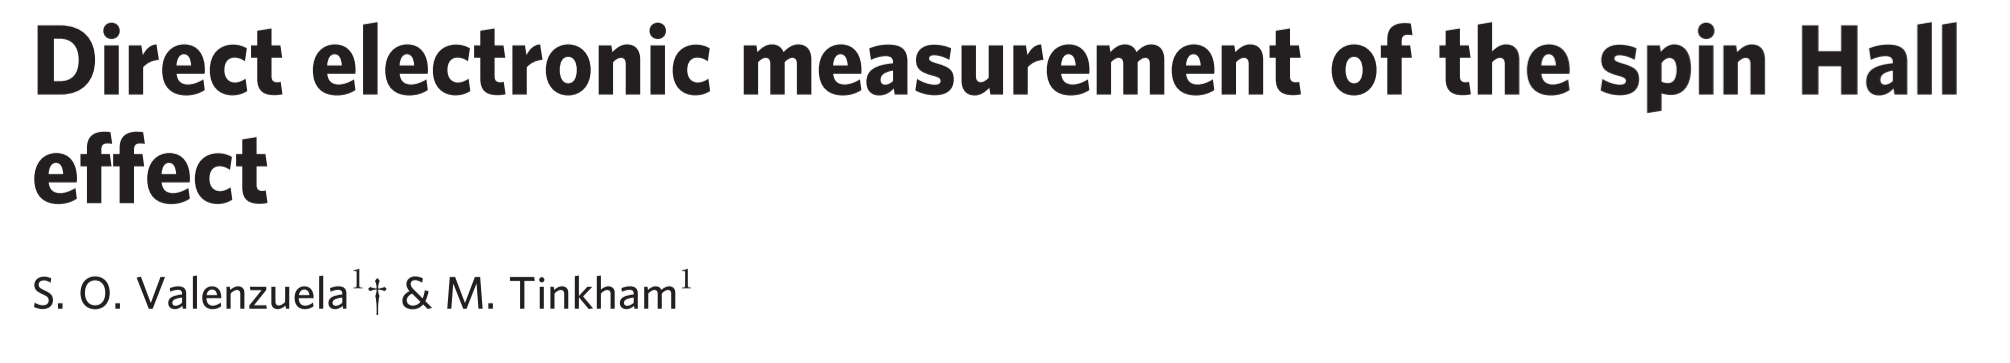 Direct electronic measurement of the spin Hall
effect
S. O. Valenzuela¹† & M. Tinkham¹